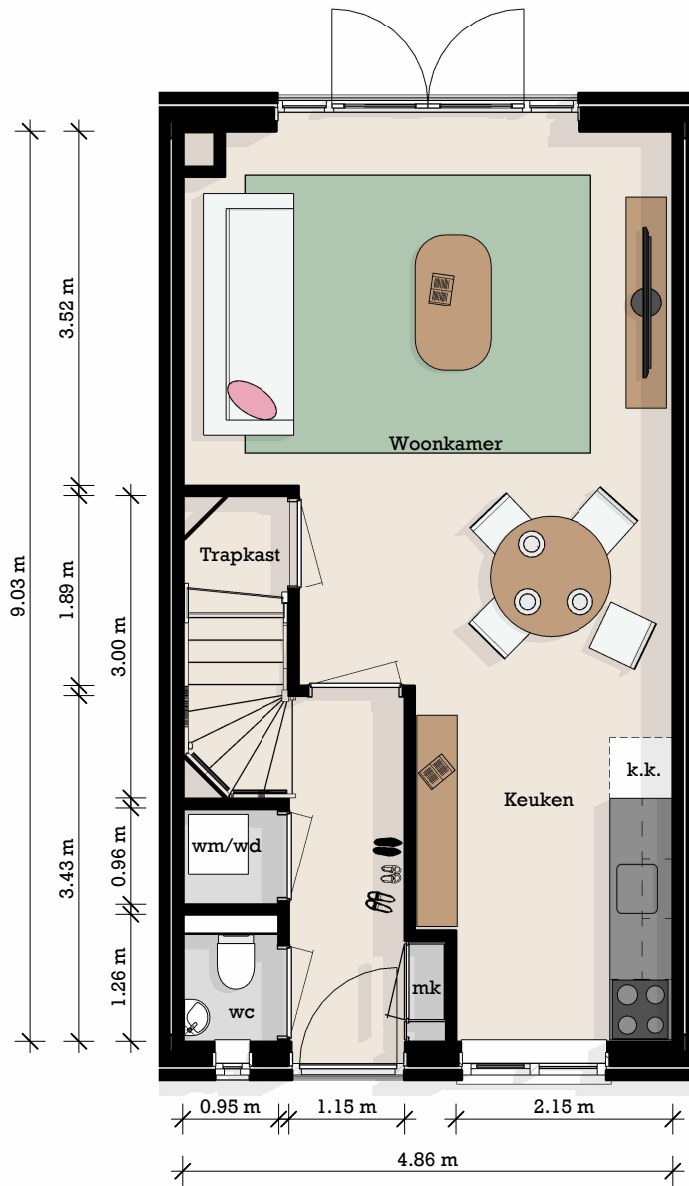 3.52 m
Woonkamer
9.03 m
1.89 m
3.00 m
Trapkast
k.k.
Keuken
3.43 m
0.96 m
wm/wd
1.26 m
wc
mk
0.95 m
1.15 m
2.15 m
4.86 m